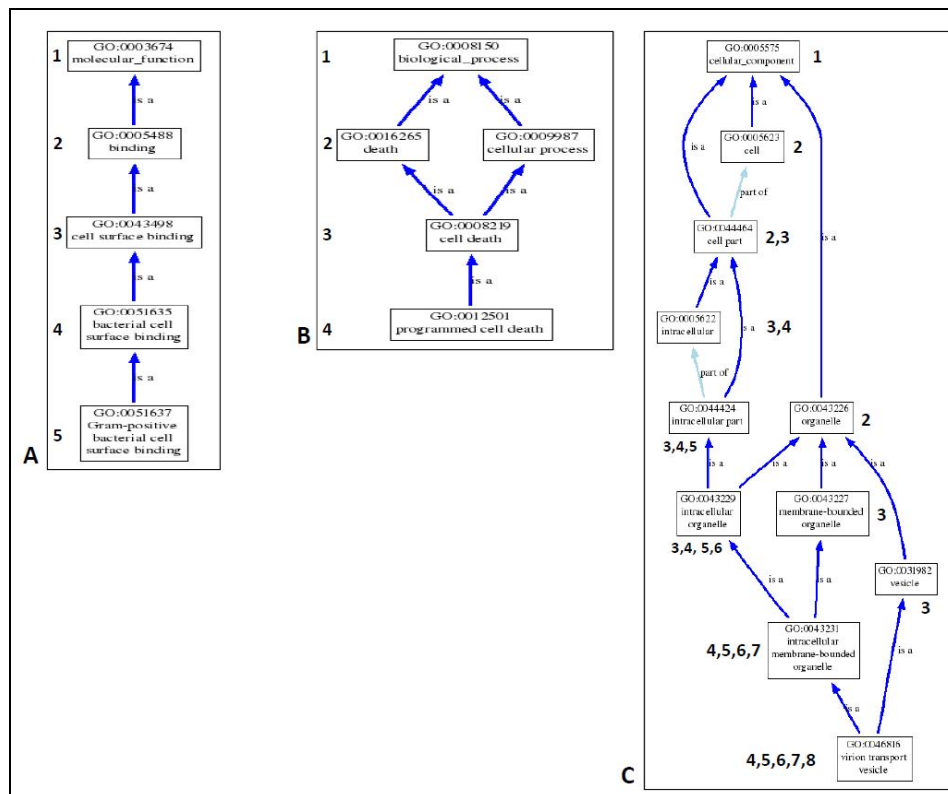 1
GO:0003674
molecular_function
is a
2
GO:0005488
binding
is a
3
GO:0043498
cell surface binding
is a
4
GO:0051635
bacterial cell
surface binding
is a
5
GO:0051637
Gram-positive
bacterial cell
surface binding
A
1
GO:0008150
biological_process
is a
is a
2
GO:0016265
death
GO:0009987
cellular process
is a
is a
3
GO:0008219
cell death
is a
4
GO:0012501
programmed cell death
B
GO:0005575
cellular_component
1
is a
is a
GO:0005623
cell
2
part of
GO:0044464
cell part
2,3
is a
is a
GO:0005622
intracellular
is a
3,4
part of
GO:0044424
intracellular part
3,4,5
GO:0043226
organelle
2
is a
is a
is a
is a
GO:0043229
intracellular
organelle
3,4, 5,6
GO:0043227
membrane-bounded
organelle
3
GO:0031982
vesicle
3
is a
is a
GO:0043231
intracellular
membrane-bounded
organelle
4,5,6,7
is a
is a
GO:0046816
virion transport
vesicle
4,5,6,7,8
C